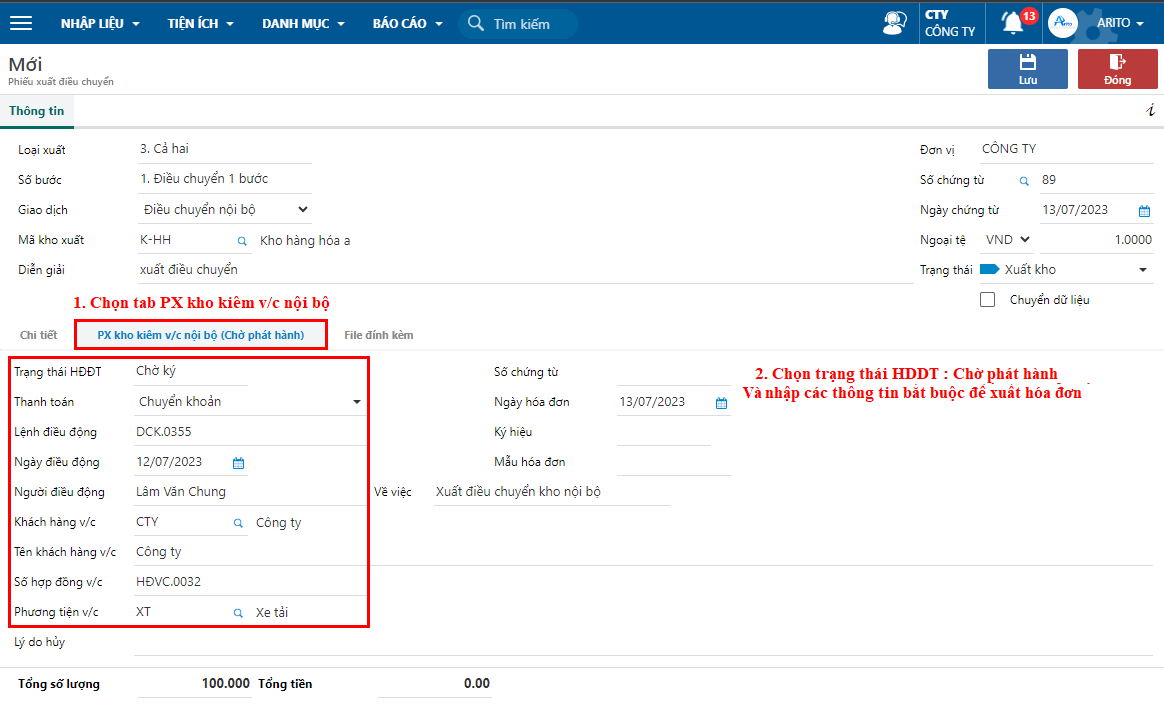 NHẬP LIỆU TIỆN ÍCH DANH MỤC BÁO CÁO Tìm kiếm CTY CÔNG TY 13 Arito ARITO
Mới
Phiếu xuất điều chuyển
Lưu Đóng
Thông tin i
Loại xuất 3. Cả hai Đơn vị CÔNG TY
Số bước 1. Điều chuyển 1 bước Số chứng từ 89
Giao dịch Điều chuyển nội bộ Ngày chứng từ 13/07/2023
Mã kho xuất K-HH Kho hàng hóa a Ngoại tệ VND 1.0000
Diễn giải xuất điều chuyển Trạng thái Xuất kho
Chuyển dữ liệu
1. Chọn tab PX kho kiêm v/c nội bộ
Chi tiết PX kho kiêm v/c nội bộ (Chờ phát hành) File đính kèm
Trạng thái HĐĐT Chờ ký Số chứng từ
2. Chọn trạng thái HDDT : Chờ phát hành
Và nhập các thông tin bắt buộc để xuất hóa đơn
Thanh toán Chuyển khoản Ngày hóa đơn 13/07/2023
Lệnh điều động DCK.0355 Ký hiệu
Ngày điều động 12/07/2023 Mẫu hóa đơn
Người điều động Lâm Văn Chung Về việc Xuất điều chuyển kho nội bộ
Khách hàng v/c CTY Công ty
Tên khách hàng v/c Công ty
Số hợp đồng v/c HĐVC.0032
Phương tiện v/c XT Xe tải
Lý do hủy
Tổng số lượng 100.000 Tổng tiền 0.00